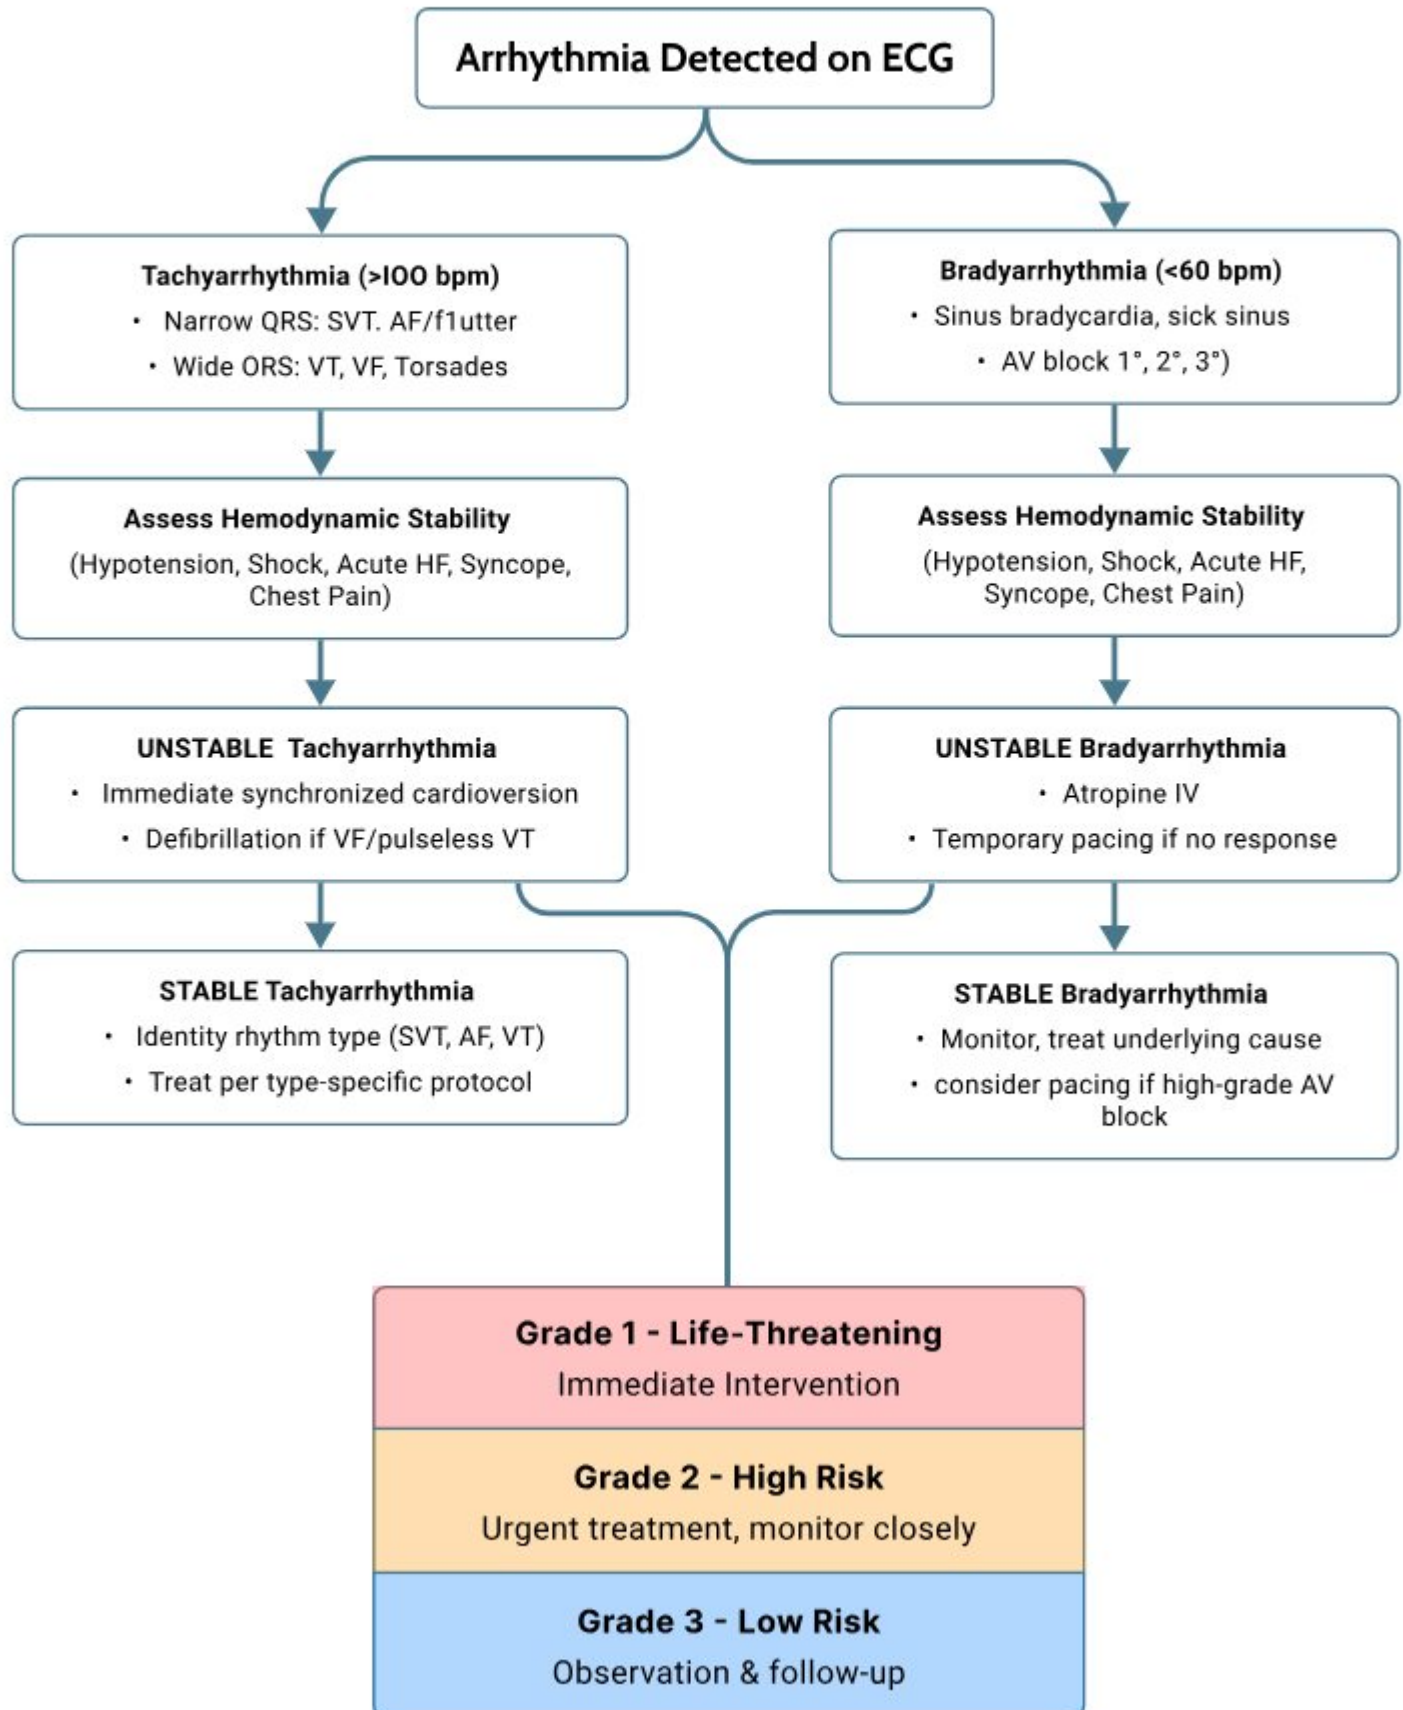 Arrhythmia Detected on ECG
Tachyarrhythmia (>IOO bpm)
• Narrow QRS: SVT. AF/f1utter
• Wide ORS: VT, VF, Torsades
Assess Hemodynamic Stability
(Hypotension, Shock, Acute HF, Syncope,
Chest Pain)
UNSTABLE Tachyarrhythmia
• Immediate synchronized cardioversion
• Defibrillation if VF/pulseless VT
STABLE Tachyarrhythmia
• Identity rhythm type (SVT, AF, VT)
• Treat per type-specific protocol
Bradyarrhythmia (<60 bpm)
• Sinus bradycardia, sick sinus
• AV block 1°, 2°, 3°)
Assess Hemodynamic Stability
(Hypotension, Shock, Acute HF,
Syncope, Chest Pain)
UNSTABLE Bradyarrhythmia
• Atropine IV
• Temporary pacing if no response
STABLE Bradyarrhythmia
• Monitor, treat underlying cause
• consider pacing if high-grade AV
block
Grade 1 - Life-Threatening
Immediate Intervention
Grade 2 - High Risk
Urgent treatment, monitor closely
Grade 3 - Low Risk
Observation & follow-up